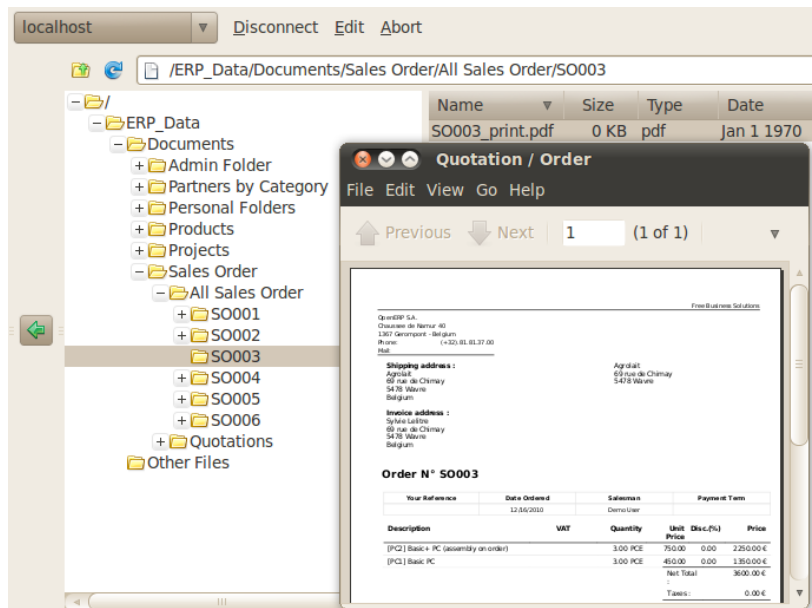 localhost Disconnect Edit Abort
/ERP_Data/Documents/Sales Order/All Sales Order/SO003
/
ERP_Data
Documents
Admin Folder
Partners by Category
Personal Folders
Products
Projects
Sales Order
All Sales Order
SO001
SO002
SO003
SO004
SO005
SO006
Quotations
Other Files
Name Size Type Date
SO003_print.pdf 0 KB pdf Jan 1 1970
Quotation / Order
File Edit View Go Help
Previous Next 1 (1 of 1)
Free Business Solutions
OpenERP S.A.
Chaussee de Namur 40
1367 Gerompont - Belgium
Phone: (+32).81.81.37.00
Mail:
Shipping address :
Agrolait
69 rue de Chimay
5478 Wavre
Belgium
Agrolait
69 rue de Chimay
5478 Wavre
Invoice address :
Sylvie Lelitre
69 rue de Chimay
5478 Wavre
Belgium
Order N° SO003
Your Reference Date Ordered Salesman Payment Term
12/16/2010 Demo User
Description VAT Quantity Unit Price Disc.(%) Price
[PC2] Basic+ PC (assembly on order) 3.00 PCE 750.00 0.00 2250.00 €
[PC1] Basic PC 3.00 PCE 450.00 0.00 1350.00 €
Net Total : 3600.00 €
Taxes : 0.00 €